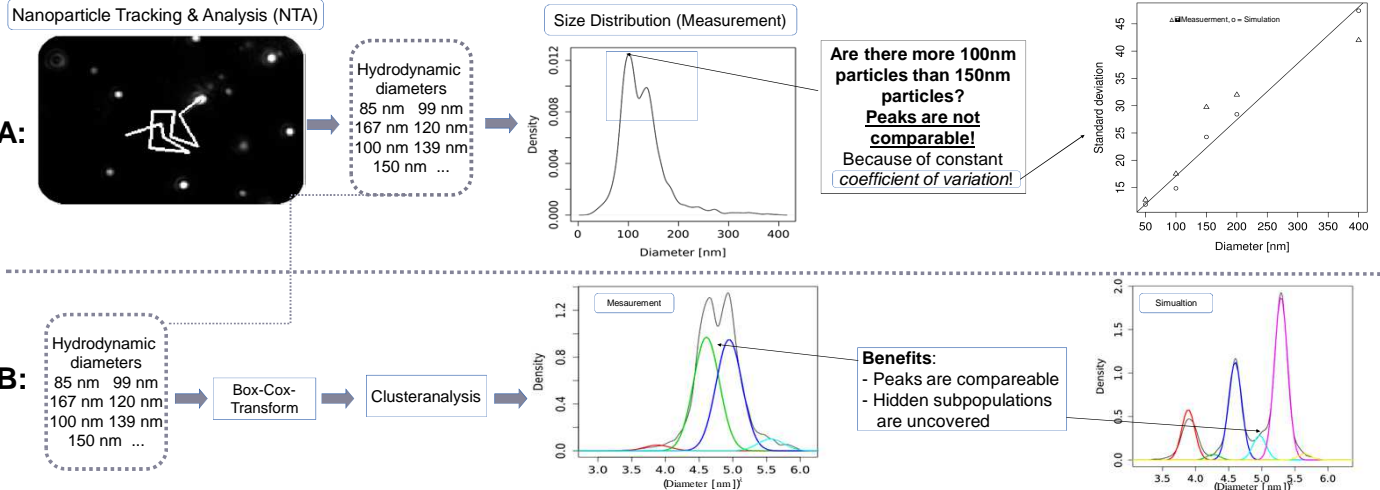 Nanoparticle Tracking & Analysis (NTA)
A:
Hydrodynamic
diameters
85 nm 99 nm
167 nm 120 nm
100 nm 139 nm
150 nm ...
Size Distribution (Measurement)
Density
0.000
0.004
0.008
0.012
0 100 200 300 400
Diameter [nm]
Are there more 100nm
particles than 150nm
particles?
Peaks are not
comparable!
Because of constant
coefficient of variation!
Measuerment, o = Simulation
Standard deviation
15
20
25
30
35
40
45
50 100 150 200 250 300 350 400
Diameter [nm]
B:
Hydrodynamic
diameters
85 nm 99 nm
167 nm 120 nm
100 nm 139 nm
150 nm ...
Box-Cox-
Transform
Clusteranalysis
Mesaurement
Density
0.0
0.4
0.8
1.2
3.0 3.5 4.0 4.5 5.0 5.5 6.0
(Diameter [nm])
Benefits:
- Peaks are compareable
- Hidden subpopulations
are uncovered
Simualtion
Density
0.0
0.5
1.0
1.5
2.0
3.5 4.0 4.5 5.0 5.5 6.0
(Diameter [nm])